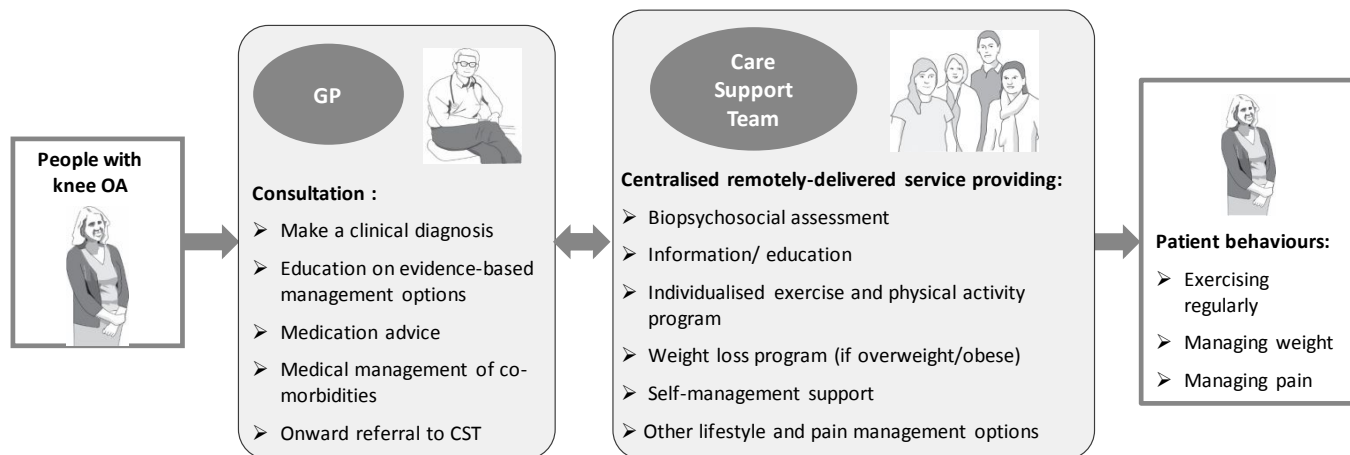 People with
knee OA
GP
Consultation :
➢ Make a clinical diagnosis
➢ Education on evidence-based
management options
➢ Medication advice
➢ Medical management of co-
morbidities
➢ Onward referral to CST
Care
Support
Team
Centralised remotely-delivered service providing:
➢ Biopsychosocial assessment
➢ Information/ education
➢ Individualised exercise and physical activity
program
➢ Weight loss program (if overweight/obese)
➢ Self-management support
➢ Other lifestyle and pain management options
Patient behaviours:
➢ Exercising
regularly
➢ Managing weight
➢ Managing pain